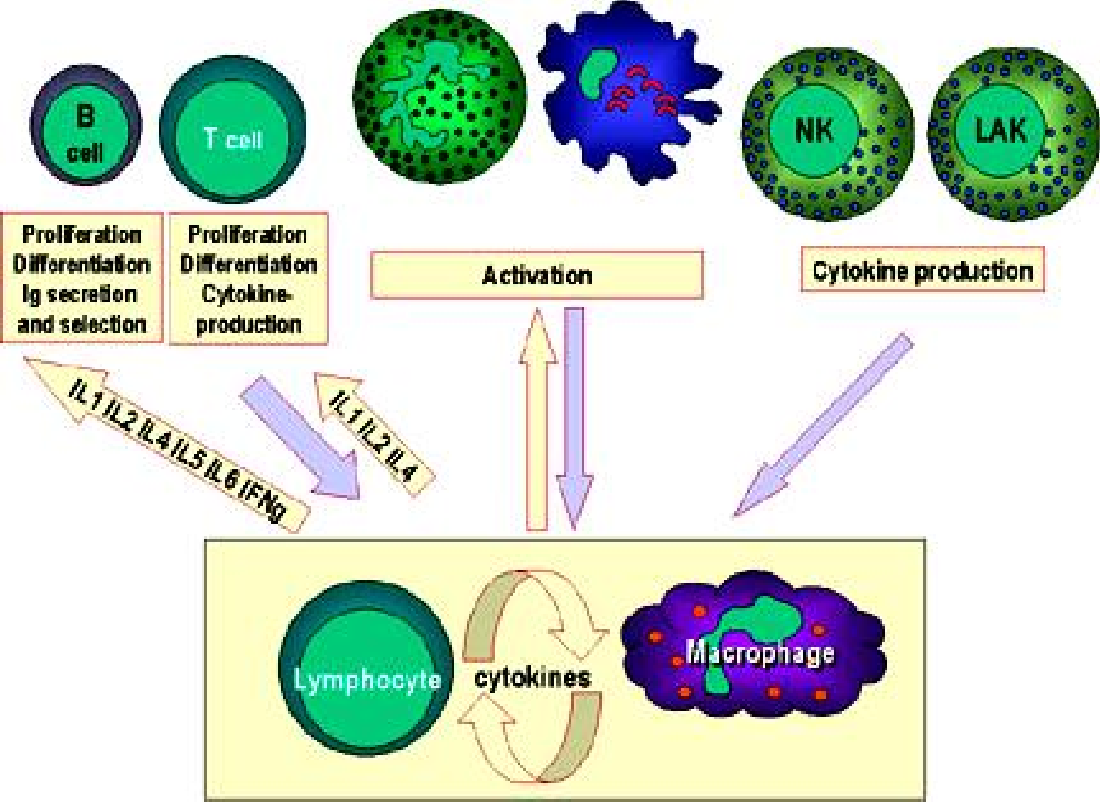 B
cell
T cell
NK
LAK
Proliferation
Differentiation
Ig secretion
and selection
Proliferation
Differentiation
Cytokine-
production
Activation
Cytokine production
IL1 IL2 IL4 IL5 IL6 IFNg
IL1 IL2 IL4
Lymphocyte
cytokines
Macrophage